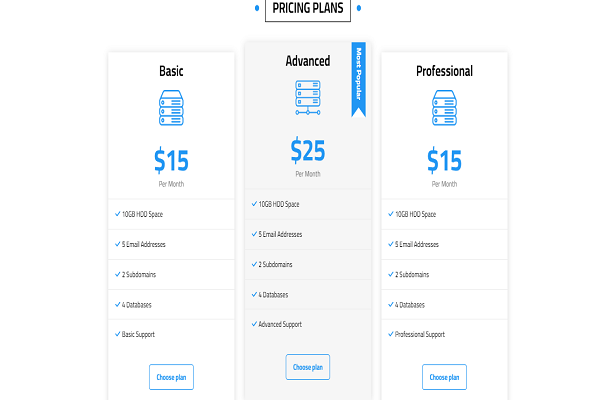 PRICING PLANS
Basic
$15
Per Month
10GB HDD Space
5 Email Addresses
2 Subdomains
4 Databases
Basic Support
Choose plan
Most Popular
Advanced
$25
Per Month
10GB HDD Space
5 Email Addresses
2 Subdomains
4 Databases
Advanced Support
Choose plan
Professional
$15
Per Month
10GB HDD Space
5 Email Addresses
2 Subdomains
4 Databases
Professional Support
Choose plan